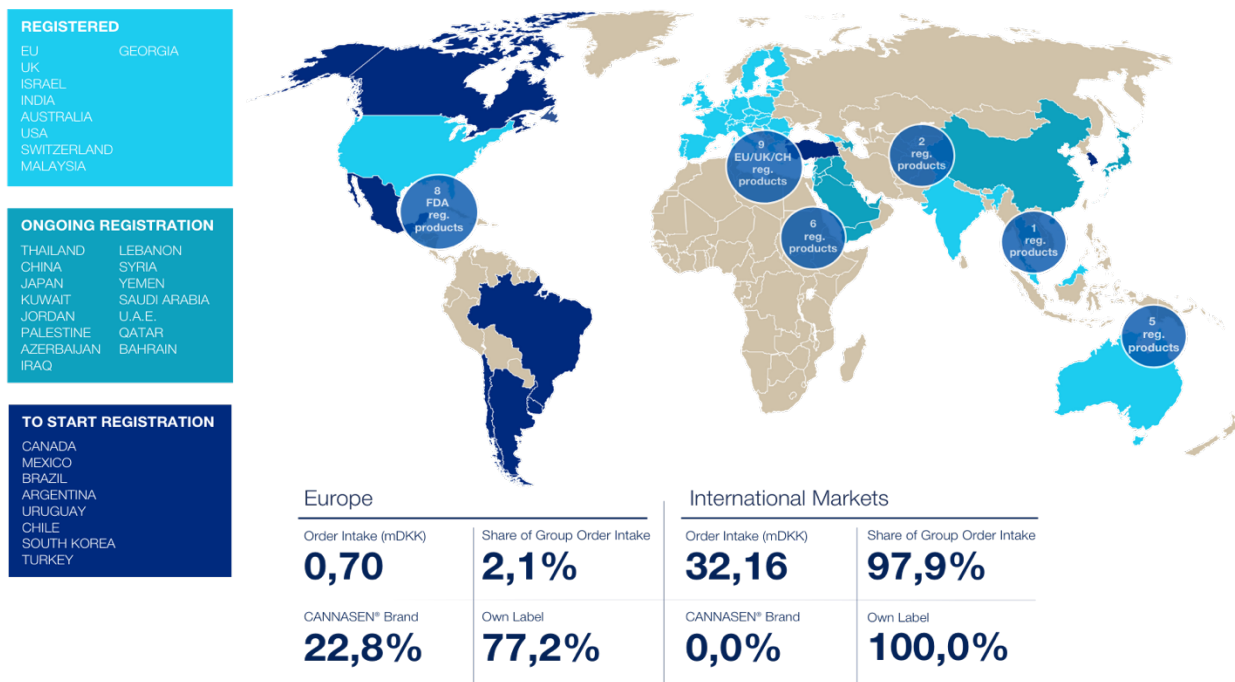 REGISTERED
EU
UK
ISRAEL
INDIA
AUSTRALIA
USA
SWITZERLAND
MALAYSIA
GEORGIA
ONGOING REGISTRATION
THAILAND
CHINA
JAPAN
KUWAIT
JORDAN
PALESTINE
AZERBAIJAN
IRAQ
LEBANON
SYRIA
YEMEN
SAUDI ARABIA
U.A.E.
QATAR
BAHRAIN
TO START REGISTRATION
CANADA
MEXICO
BRAZIL
ARGENTINA
URUGUAY
CHILE
SOUTH KOREA
TURKEY
8
FDA
reg.
products
9
EU/UK/CH
reg.
products
2
reg.
products
6
reg.
products
1
reg.
products
5
reg.
products
Europe
Order Intake (mDKK)
0,70
Share of Group Order Intake
2,1%
CANNASEN® Brand
22,8%
Own Label
77,2%
International Markets
Order Intake (mDKK)
32,16
Share of Group Order Intake
97,9%
CANNASEN® Brand
0,0%
Own Label
100,0%